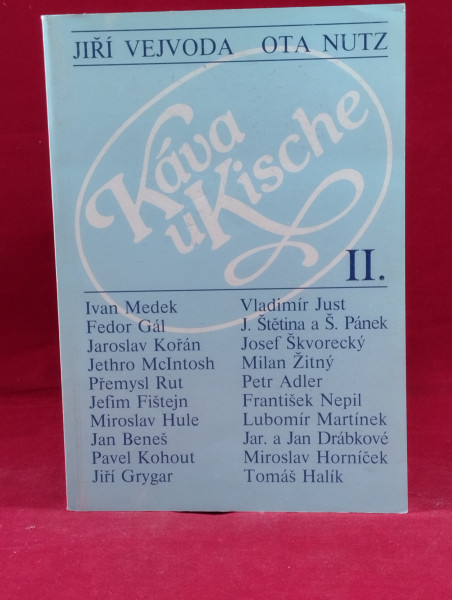 JIŘÍ VEJVODA OTA NUTZ
Káva
u Kische
II.
Ivan Medek
Fedor Gál
Jaroslav Kořán
Jethro McIntosh
Přemysl Rut
Jefim Fištejn
Miroslav Hule
Jan Beneš
Pavel Kohout
Jiří Grygar
Vladimír Just
J. Štětina a Š. Pánek
Josef Škvorecký
Milan Žitný
Petr Adler
František Nepil
Lubomír Martínek
Jar. a Jan Drábkové
Miroslav Horníček
Tomáš Halík